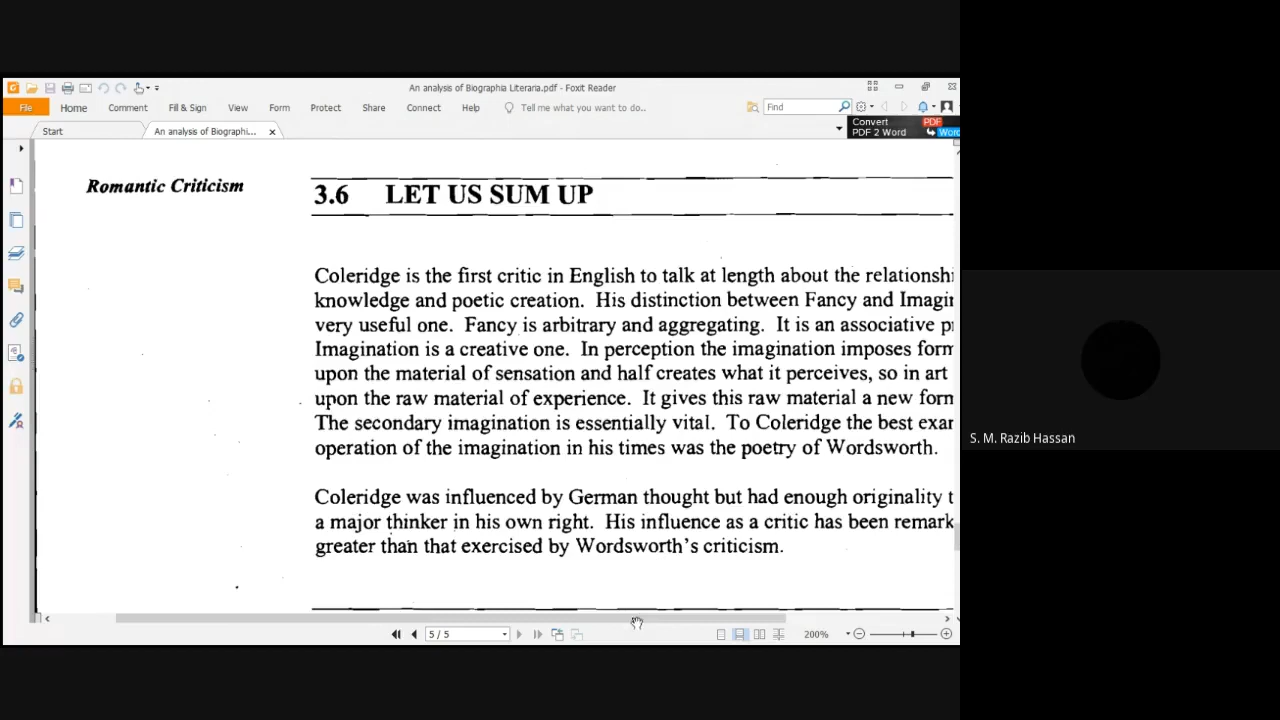 An analysis of Biographia Literaria.pdf - Foxit Reader
File Home Comment Fill & Sign View Form Protect Share Connect Help Tell me what you want to do.. Find
Start An analysis of Biographi...
Convert PDF
PDF 2 Word Word
Romantic Criticism
3.6 LET US SUM UP
Coleridge is the first critic in English to talk at length about the relationshi
knowledge and poetic creation. His distinction between Fancy and Imagin
very useful one. Fancy is arbitrary and aggregating. It is an associative p
Imagination is a creative one. In perception the imagination imposes form
upon the material of sensation and half creates what it perceives, so in art
upon the raw material of experience. It gives this raw material a new form
The secondary imagination is essentially vital. To Coleridge the best exam
operation of the imagination in his times was the poetry of Wordsworth.
Coleridge was influenced by German thought but had enough originality t
a major thinker in his own right. His influence as a critic has been remark
greater than that exercised by Wordsworth's criticism.
5 / 5 200%
S. M. Razib Hassan